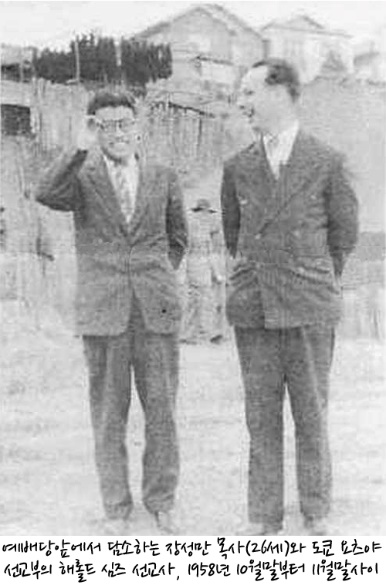 예배당앞에서 담소하는 장성만 목사(26세)와 도쿄 요츠야
선교부의 해롤드 심즈 선교사, 1958년 10월말부터 11월말사이